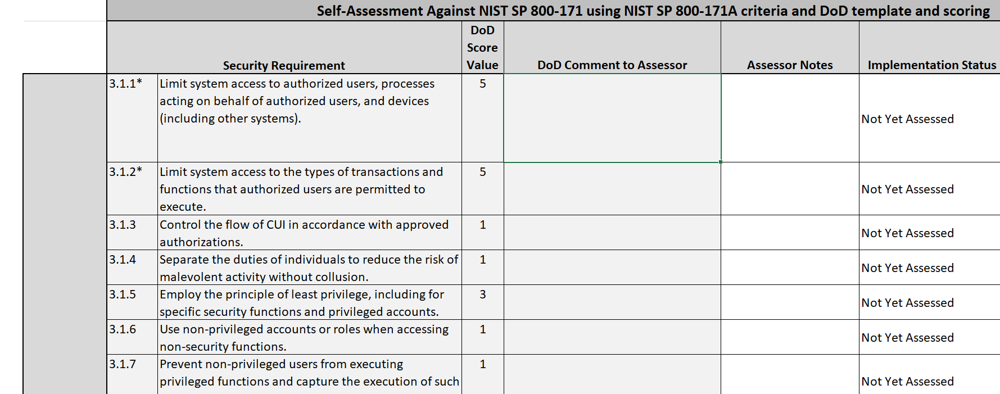 Self-Assessment Against NIST SP 800-171 using NIST SP 800-171A criteria and DoD template and scoring
Security Requirement
DoD
Score
Value
DoD Comment to Assessor
Assessor Notes
Implementation Status
3.1.1* Limit system access to authorized users, processes 5
acting on behalf of authorized users, and devices
(including other systems).
Not Yet Assessed
3.1.2* Limit system access to the types of transactions and 5
functions that authorized users are permitted to
execute.
Not Yet Assessed
3.1.3 Control the flow of CUI in accordance with approved 1
authorizations.
Not Yet Assessed
3.1.4 Separate the duties of individuals to reduce the risk of 1
malevolent activity without collusion.
Not Yet Assessed
3.1.5 Employ the principle of least privilege, including for 3
specific security functions and privileged accounts.
Not Yet Assessed
3.1.6 Use non-privileged accounts or roles when accessing 1
non-security functions.
Not Yet Assessed
3.1.7 Prevent non-privileged users from executing 1
privileged functions and capture the execution of such
Not Yet Assessed